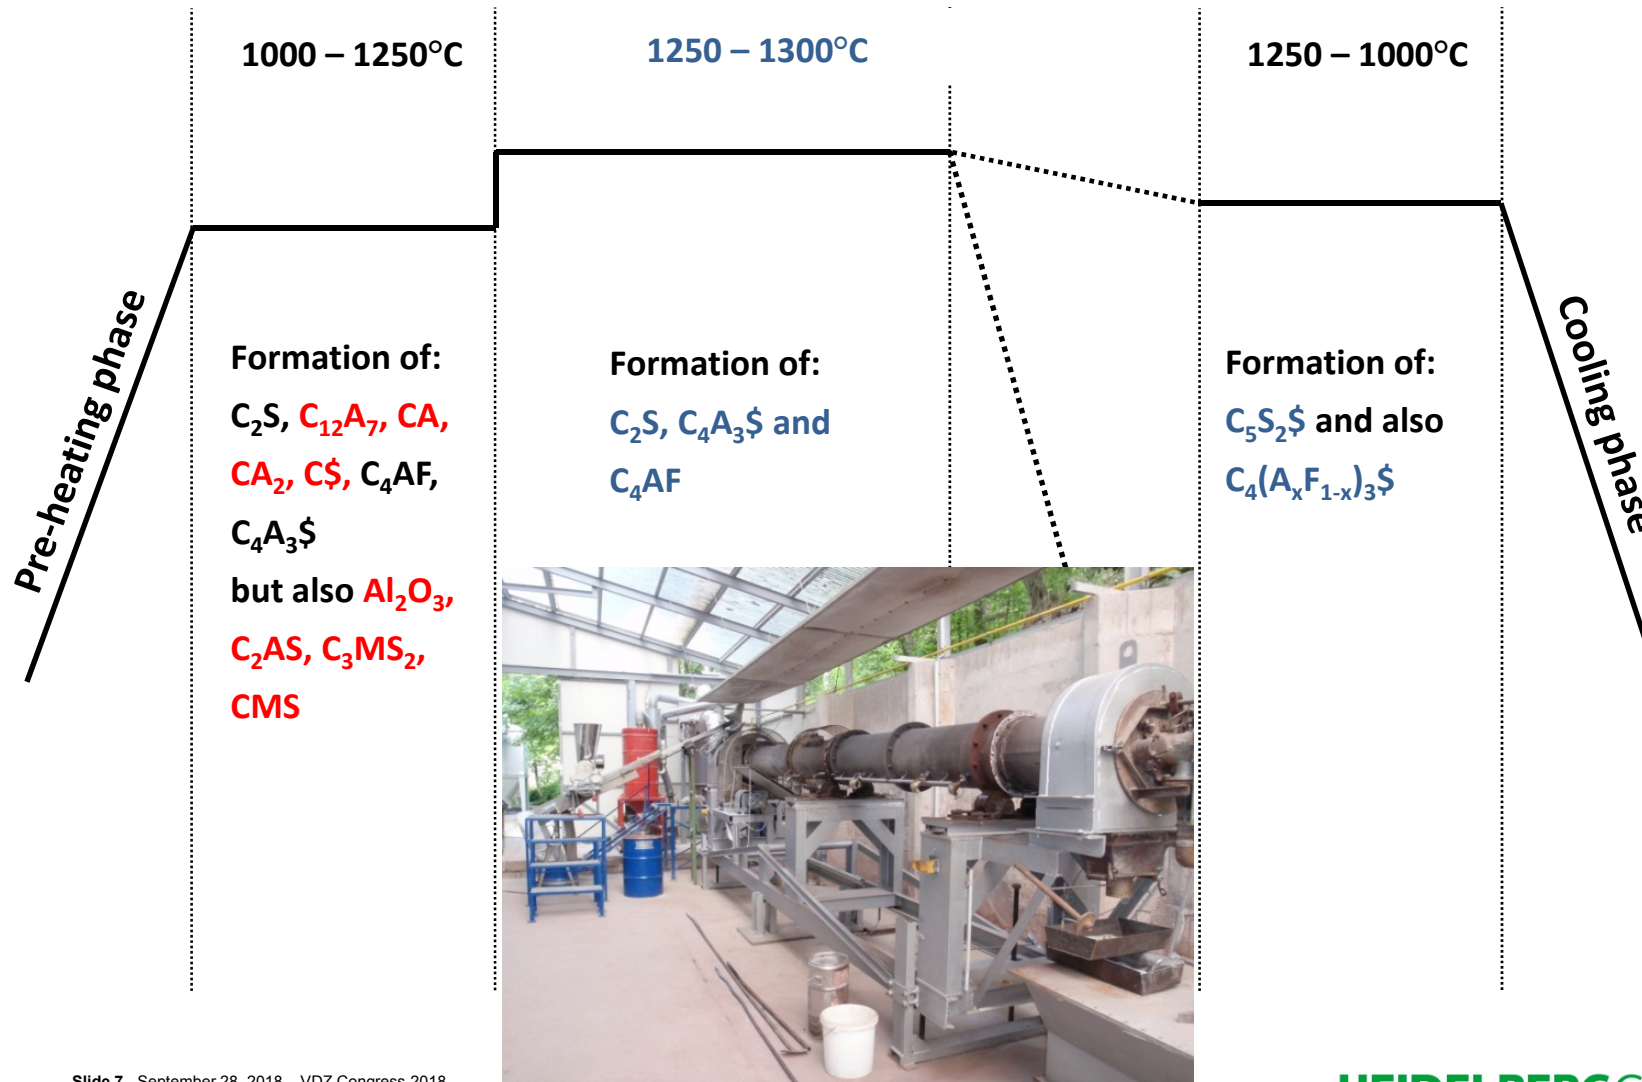 1000 – 1250°C
1250 – 1300°C
1250 – 1000°C
Pre-heating phase
Formation of:
C₂S, C₁₂A₇, CA,
CA₂, C$, C₄AF,
C₄A₃$
but also Al₂O₃,
C₂AS, C₃MS₂,
CMS
Formation of:
C₂S, C₄A₃$ and
C₄AF
Formation of:
C₅S₂$ and also
C₄(AₓF₁₋ₓ)₃$
Cooling phase
Slide 7 September 28, 2018 VDZ Congress 2018